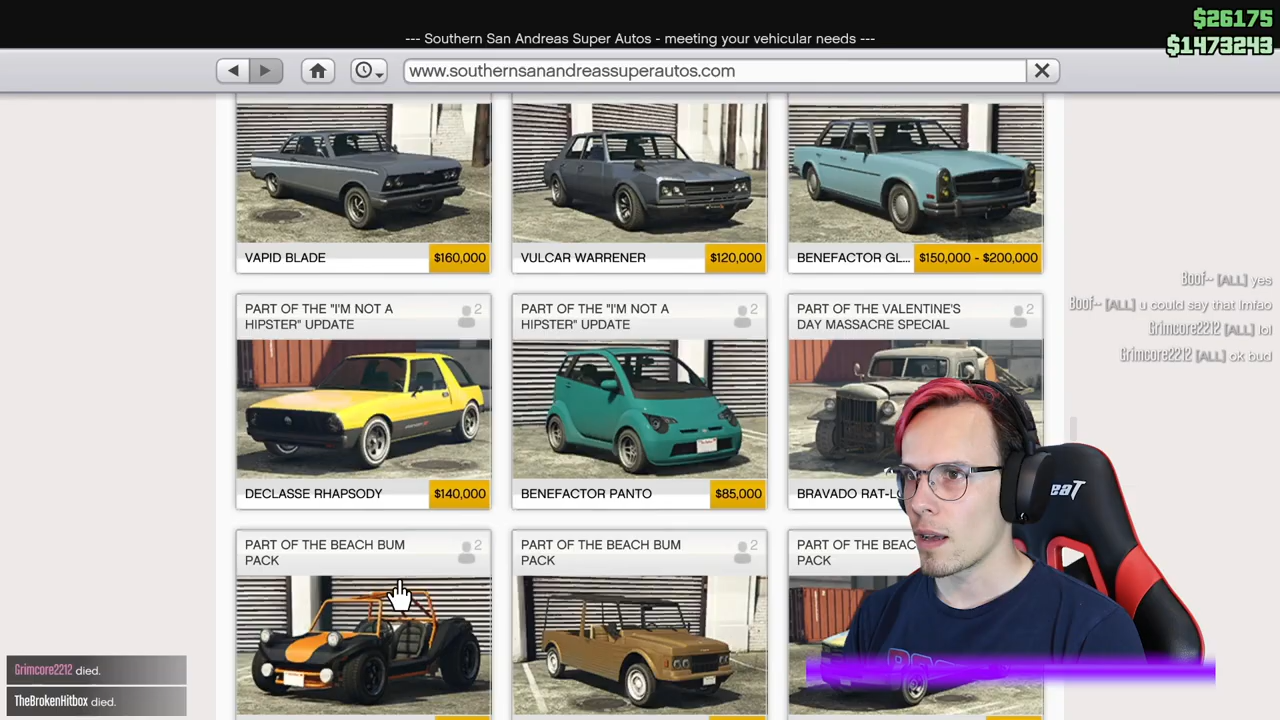 $26175
--- Southern San Andreas Super Autos - meeting your vehicular needs ---
$1473243
www.southernsanandreassuperautos.com
VAPID BLADE $160,000
VULCAR WARRENER $120,000
BENEFACTOR GL... $150,000 - $200,000
Boof~ [ALL] yes
Boof~ [ALL] u could say that lmfao
Grimcore2212 [ALL] lol
Grimcore2212 [ALL] ok bud
PART OF THE "I'M NOT A
HIPSTER" UPDATE
2
PART OF THE "I'M NOT A
HIPSTER" UPDATE
2
PART OF THE VALENTINE'S
DAY MASSACRE SPECIAL
2
DECLASSE RHAPSODY $140,000
BENEFACTOR PANTO $85,000
BRAVADO RAT-L
PART OF THE BEACH BUM
PACK
2
PART OF THE BEACH BUM
PACK
2
PART OF THE BEAC
PACK
Grimcore2212 died.
TheBrokenHitbox died.